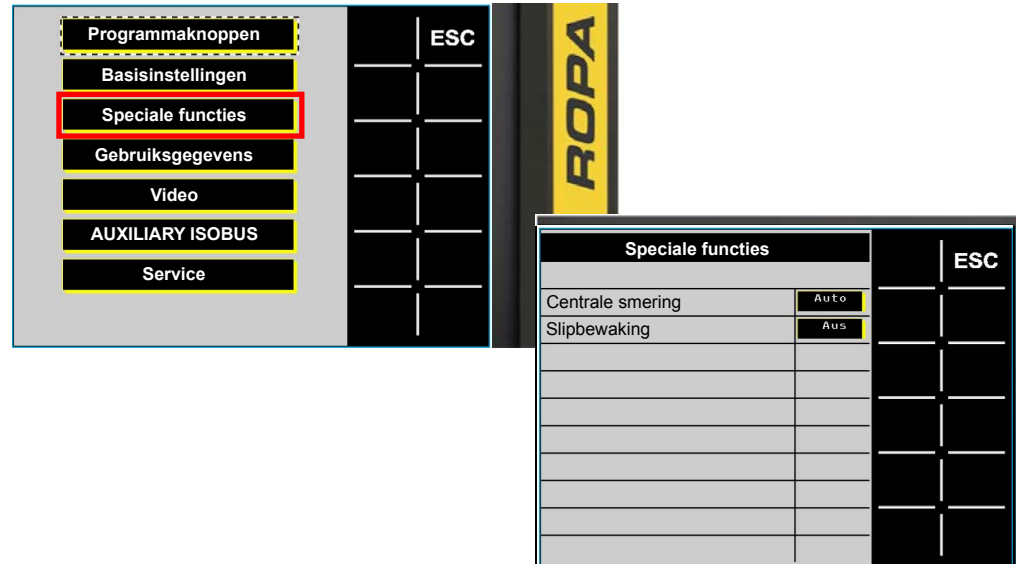 Programmaknoppen
ESC
Basisinstellingen
Speciale functies
Gebruiksgegevens
Video
AUXILIARY ISOBUS
Service
ROPA
Speciale functies
ESC
Centrale smering Auto
Slipbewaking Aus